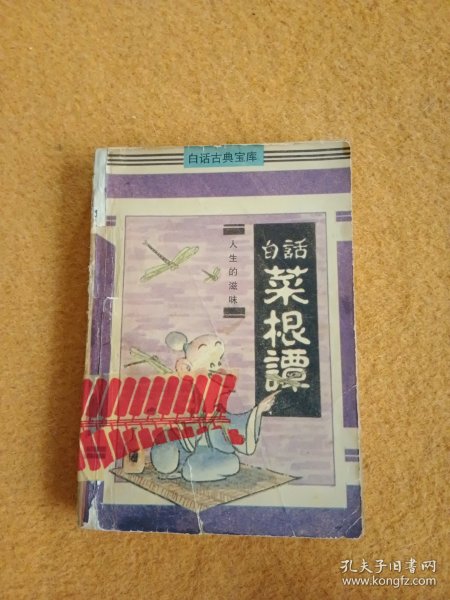 白话古典宝库
白話
菜根譚
人生的滋味
孔夫子旧书网
www.kongfz.com